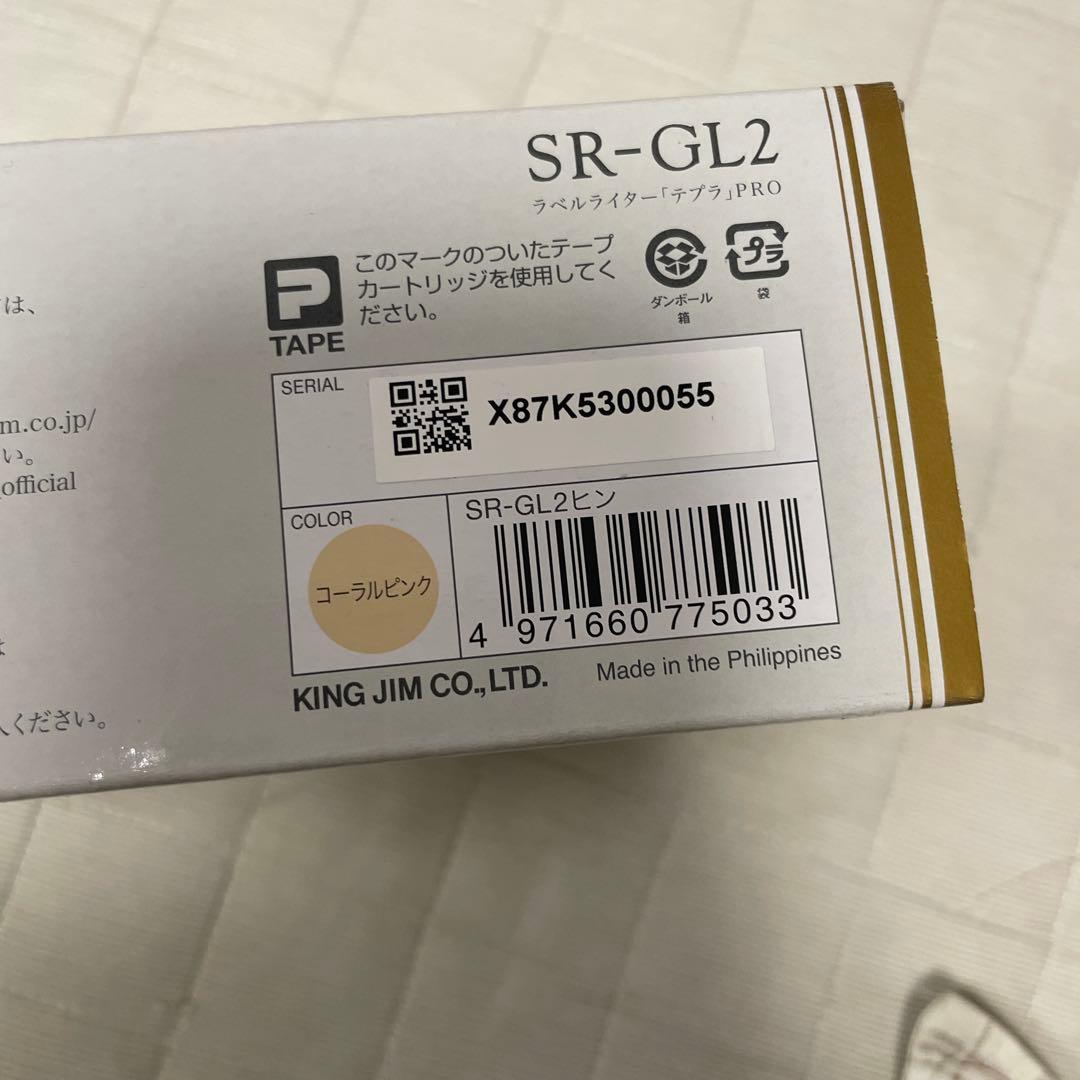 SR-GL2
ラベルライター「テプラ」PRO
P
TAPE
このマークのついたテープ
カートリッジを使用してく
ださい。
ダンボール
箱
プラ
袋
は、
m.co.jp/
い。
official
ください。
SERIAL
X87K5300055
COLOR
コーラルピンク
SR-GL2ヒン
4 971660 775033
KING JIM CO.,LTD.
Made in the Philippines